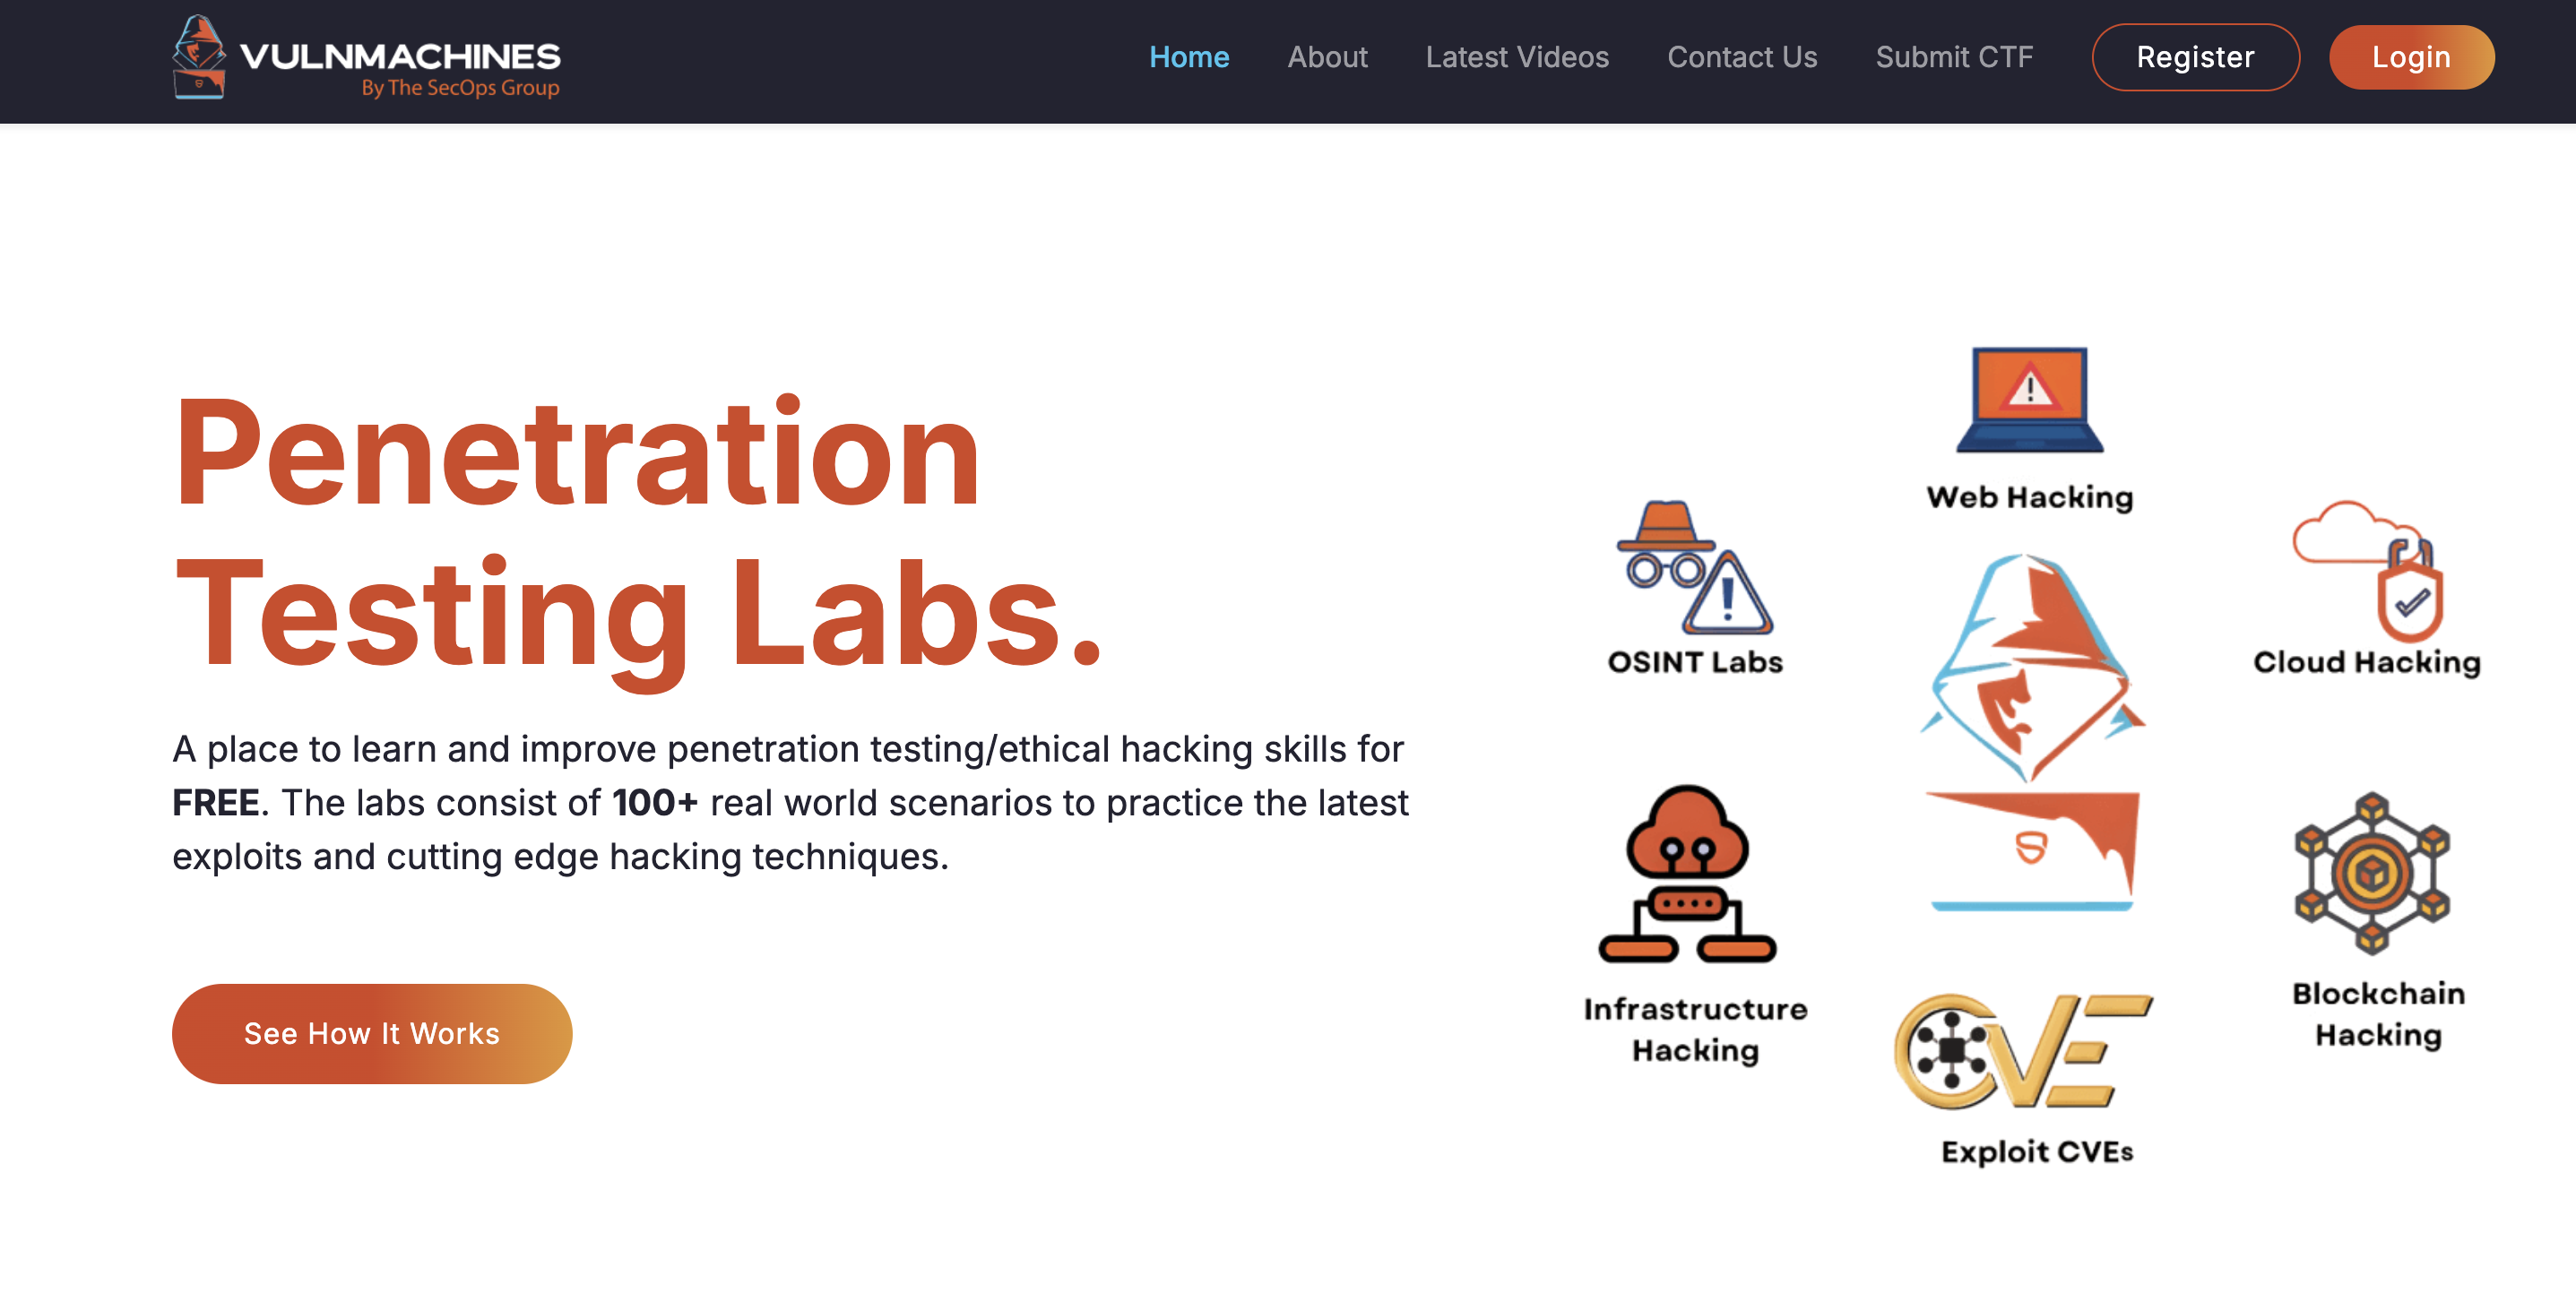 VULNMACHINES
By The SecOps Group
Home
About
Latest Videos
Contact Us
Submit CTF
Register
Login
Penetration
Testing Labs.
A place to learn and improve penetration testing/ethical hacking skills for
FREE. The labs consist of 100+ real world scenarios to practice the latest
exploits and cutting edge hacking techniques.
See How It Works
Web Hacking
OSINT Labs
Cloud Hacking
Infrastructure
Hacking
Blockchain
Hacking
CVE
Exploit CVEs